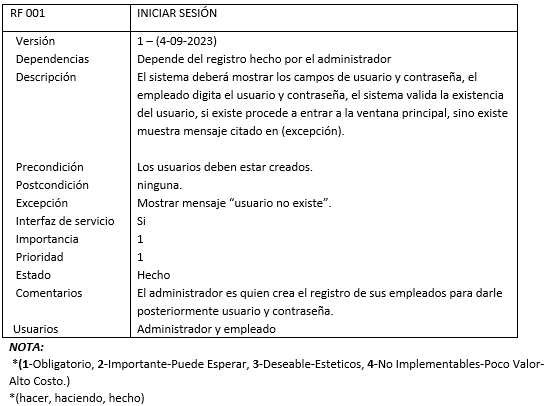 RF 001 INICIAR SESIÓN
Versión 1 – (4-09-2023)
Dependencias Depende del registro hecho por el administrador
Descripción El sistema deberá mostrar los campos de usuario y contraseña, el
empleado digita el usuario y contraseña, el sistema valida la existencia
del usuario, si existe procede a entrar a la ventana principal, sino existe
muestra mensaje citado en (excepción).
Precondición Los usuarios deben estar creados.
Postcondición ninguna.
Excepción Mostrar mensaje “usuario no existe”.
Interfaz de servicio Si
Importancia 1
Prioridad 1
Estado Hecho
Comentarios El administrador es quien crea el registro de sus empleados para darle
posteriormente usuario y contraseña.
Usuarios Administrador y empleado
NOTA:
*(1-Obligatorio, 2-Importante-Puede Esperar, 3-Deseable-Esteticos, 4-No Implementables-Poco Valor-
Alto Costo.)
*(hacer, haciendo, hecho)